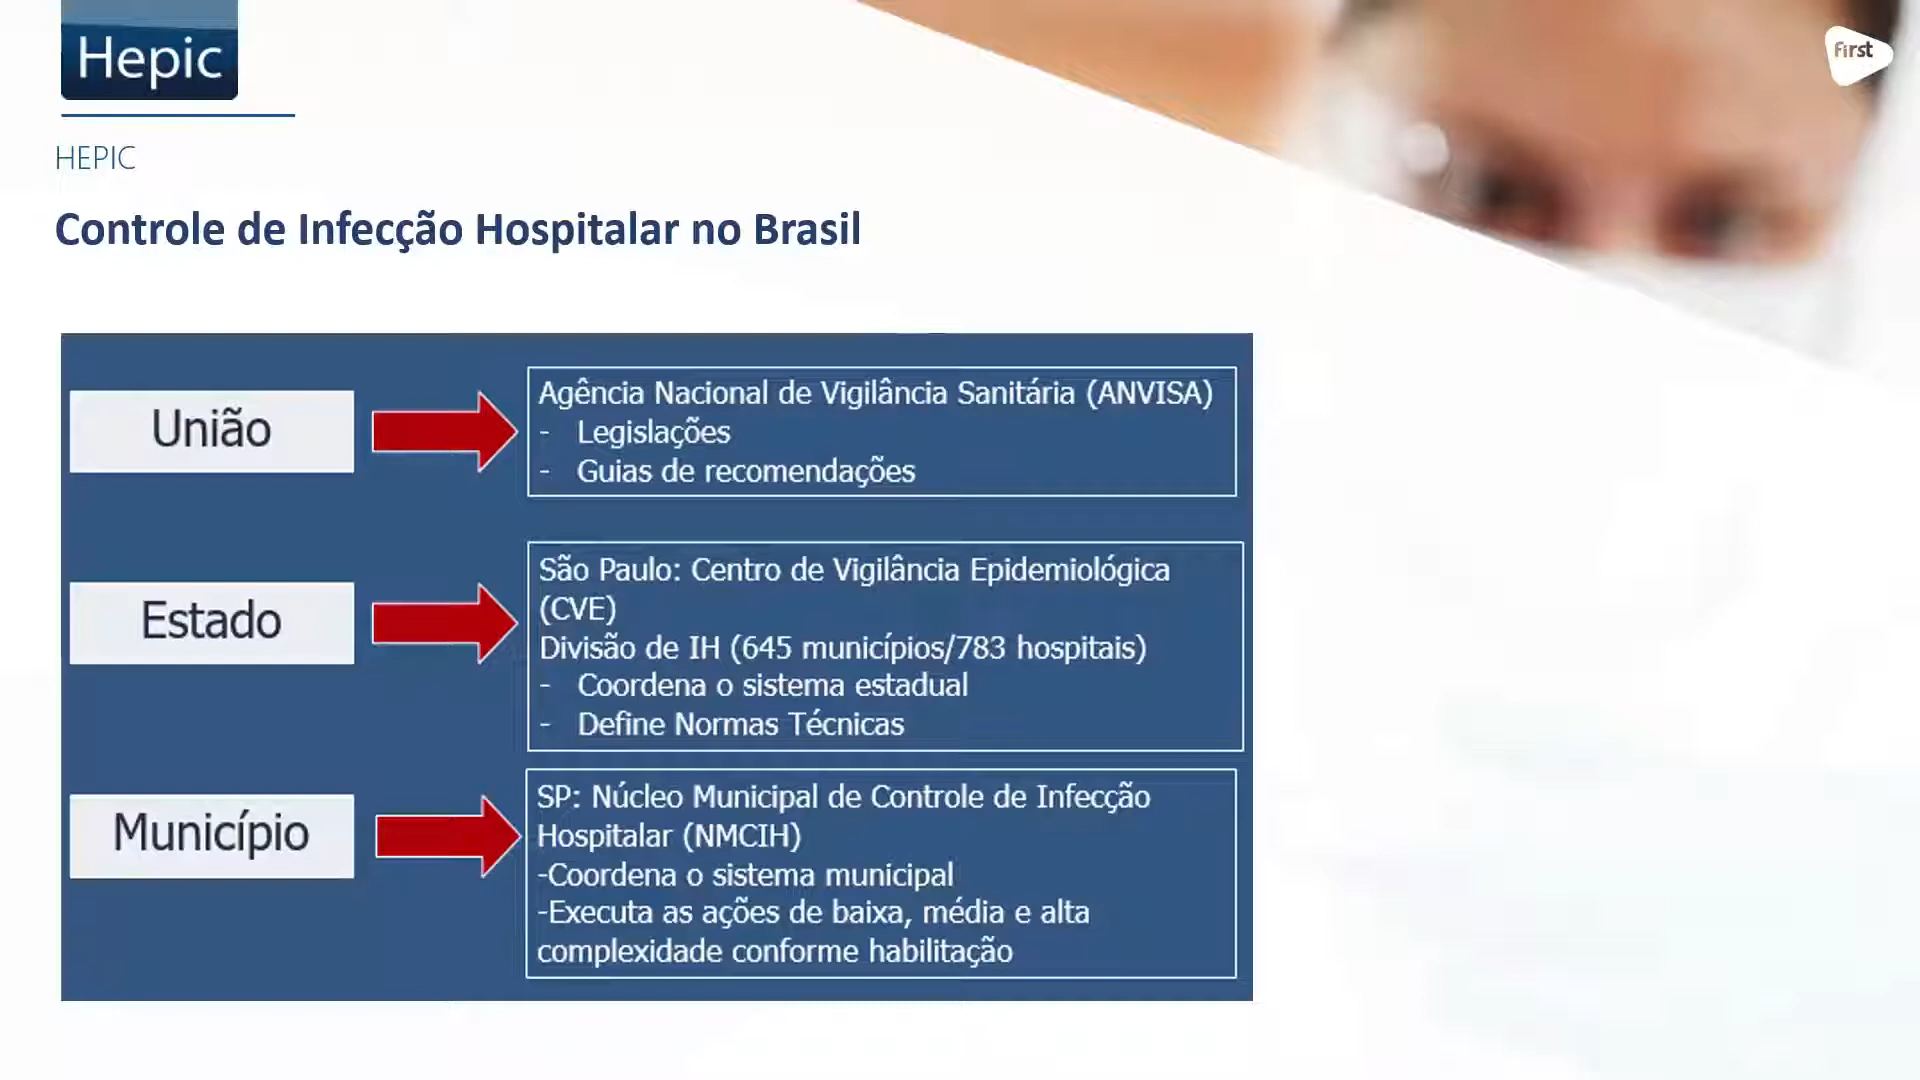 Hepic
first
HEPIC
Controle de Infecção Hospitalar no Brasil
União
Agência Nacional de Vigilância Sanitária (ANVISA)
- Legislações
- Guias de recomendações
Estado
São Paulo: Centro de Vigilância Epidemiológica
(CVE)
Divisão de IH (645 municípios/783 hospitais)
- Coordena o sistema estadual
- Define Normas Técnicas
Município
SP: Núcleo Municipal de Controle de Infecção
Hospitalar (NMCIH)
-Coordena o sistema municipal
-Executa as ações de baixa, média e alta
complexidade conforme habilitação